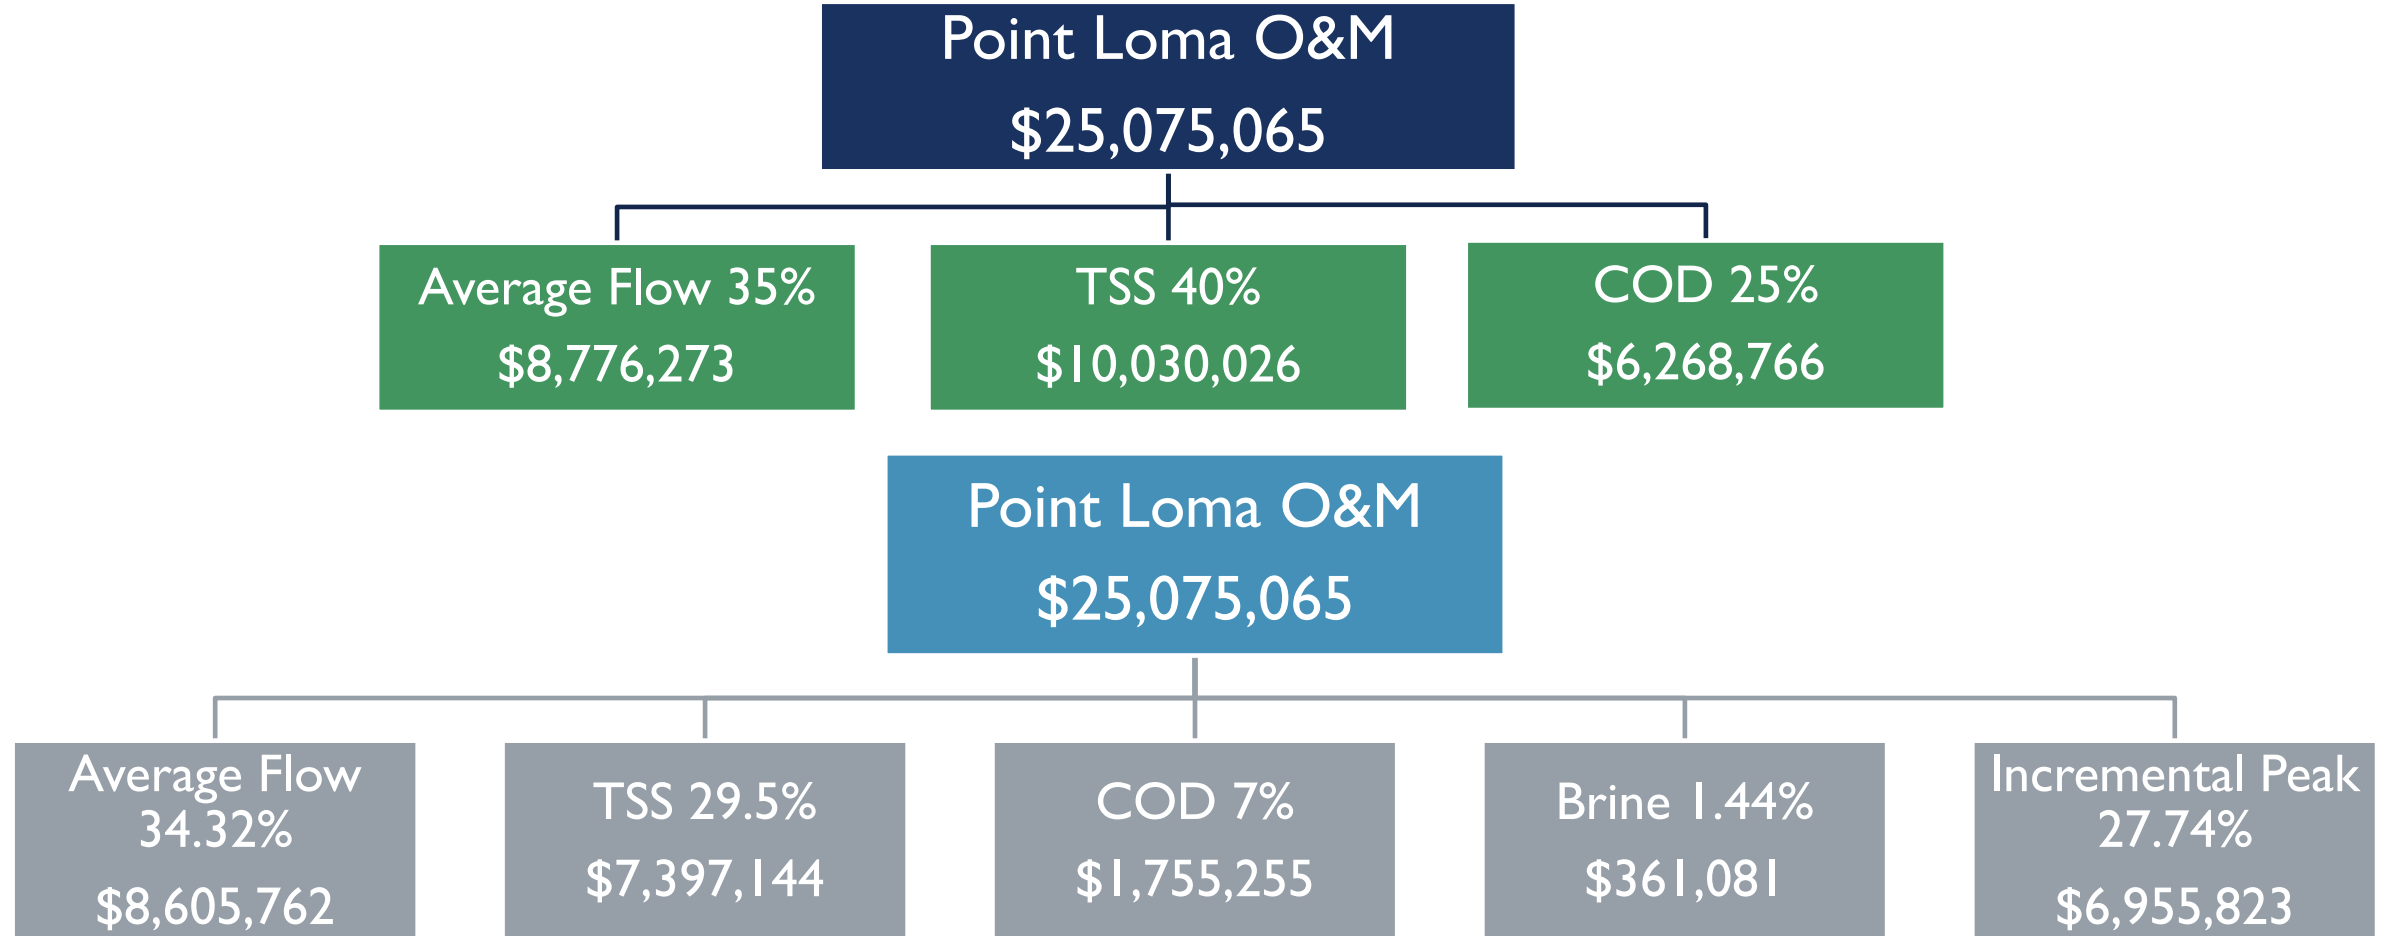 Point Loma O&M
$25,075,065
Average Flow 35%
$8,776,273
TSS 40%
$10,030,026
COD 25%
$6,268,766
Point Loma O&M
$25,075,065
Average Flow
34.32%
$8,605,762
TSS 29.5%
$7,397,144
COD 7%
$1,755,255
Brine 1.44%
$361,081
Incremental Peak
27.74%
$6,955,823